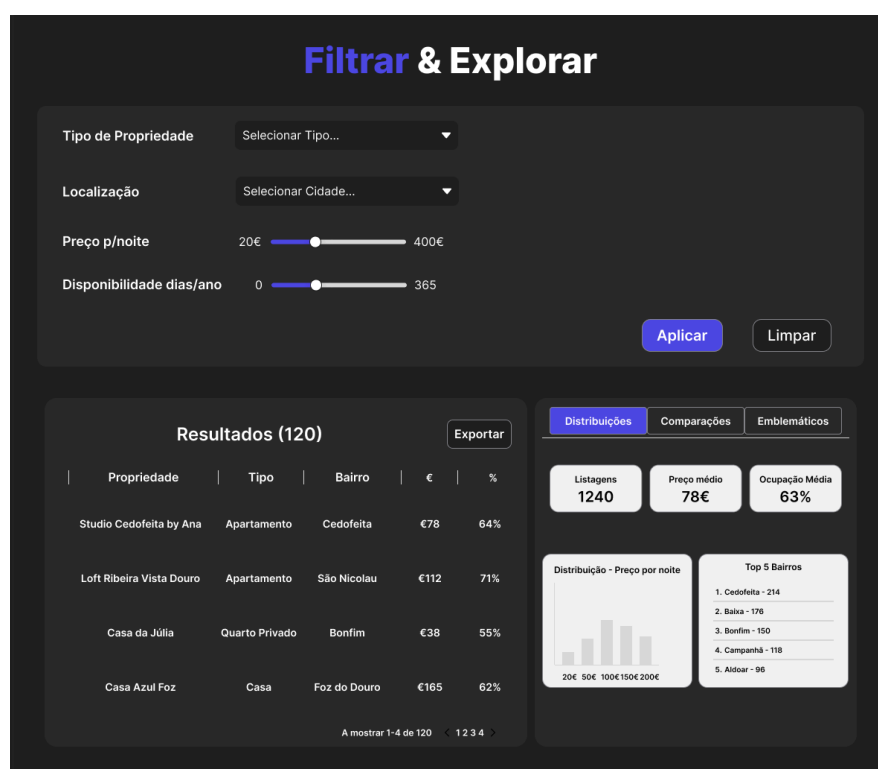 Filtrar & Explorar
Tipo de Propriedade
Selecionar Tipo...
Localização
Selecionar Cidade...
Preço p/noite
20€
400€
Disponibilidade dias/ano
0
365
Aplicar
Limpar
Resultados (120)
Exportar
Propriedade Tipo Bairro € %
Studio Cedofeita by Ana Apartamento Cedofeita €78 64%
Loft Ribeira Vista Douro Apartamento São Nicolau €112 71%
Casa da Júlia Quarto Privado Bonfim €38 55%
Casa Azul Foz Casa Foz do Douro €165 62%
A mostrar 1-4 de 120 < 1 2 3 4 >
Distribuições
Comparações
Emblemáticos
Listagens
1240
Preço médio
78€
Ocupação Média
63%
Distribuição - Preço por noite
20€ 50€ 100€ 150€ 200€
Top 5 Bairros
1. Cedofeita - 214
2. Baixa - 176
3. Bonfim - 150
4. Campanhã - 118
5. Aldoar - 96